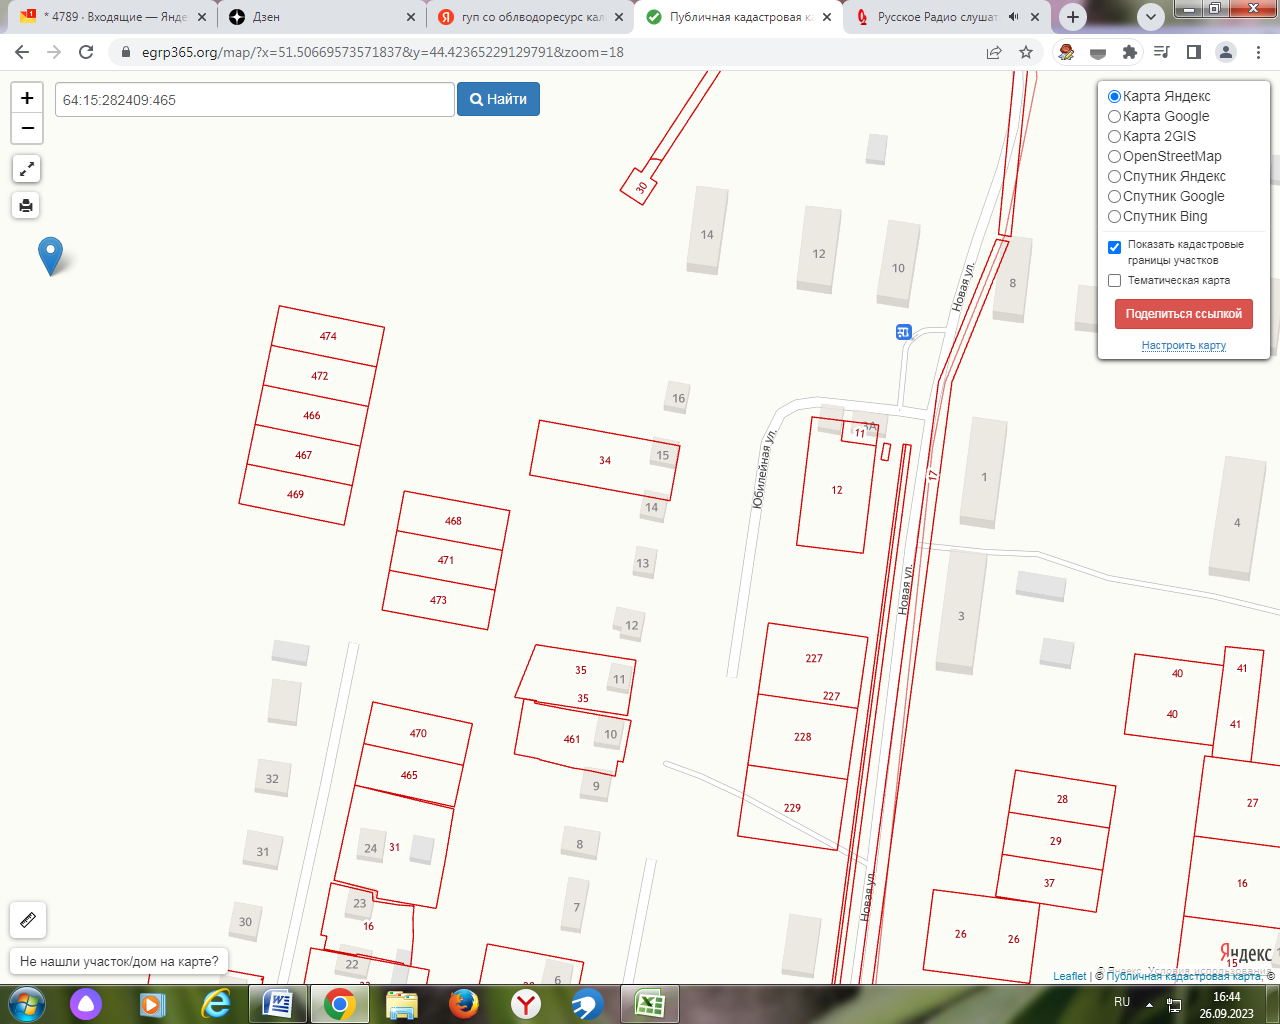 * 4789 · Входящие — Янде
Дзен
гуп со облводоресурс кал
Публичная кадастровая к
Русское Радио слушат
egrp365.org/map/?x=51.50669573571837&y=44.42365229129791&zoom=18
+
−
64:15:282409:465
Найти
Карта Яндекс
Карта Google
Карта 2GIS
OpenStreetMap
Спутник Яндекс
Спутник Google
Спутник Bing
Показать кадастровые
границы участков
Тематическая карта
Поделиться ссылкой
Настроить карту
30
14
12
10
8
Новая ул.
474
472
466
467
469
16
34
15
14
13
12
468
471
473
Юбилейная ул.
3А
11
12
17
1
4
Новая ул.
3
35
35
11
461
10
9
8
7
6
227
227
228
229
40
40
41
41
470
465
32
31
30
24
31
23
16
22
28
29
37
27
16
26
26
15
Новая ул.
Не нашли участок/дом на карте?
Яндекс
Leaflet | © Публичная кадастровая карта, ©
RU
16:44
26.09.2023